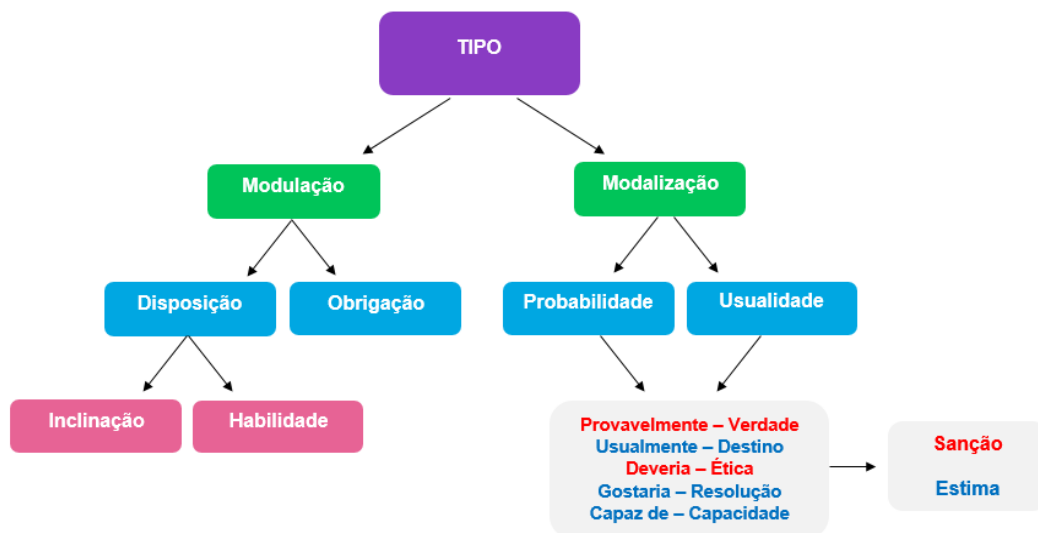 TIPO
Modulação
Modalização
Disposição
Obrigação
Probabilidade
Usualidade
Inclinação
Habilidade
Provavelmente – Verdade
Usualmente – Destino
Deveria – Ética
Gostaria – Resolução
Capaz de – Capacidade
Sanção
Estima